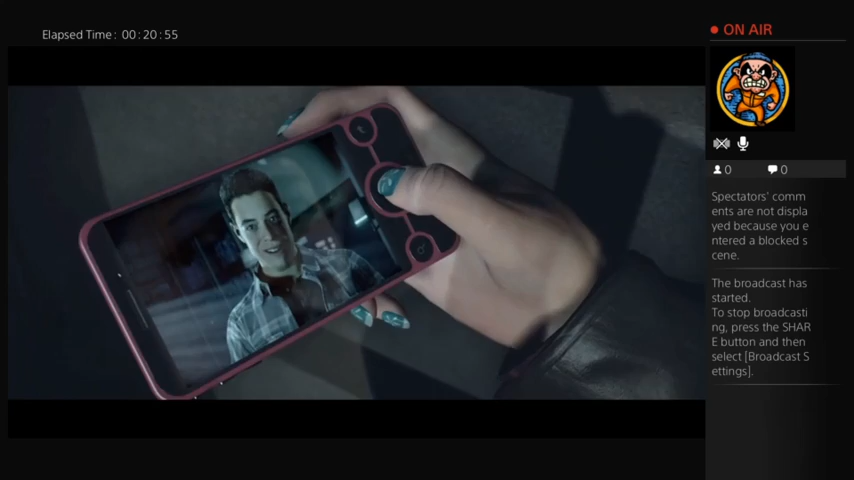 Elapsed Time: 00:20:55
ON AIR
0
0
Spectators' comm
ents are not displa
yed because you e
ntered a blocked s
cene.
The broadcast has
started.
To stop broadcasti
ng, press the SHAR
E button and then
select [Broadcast S
ettings].